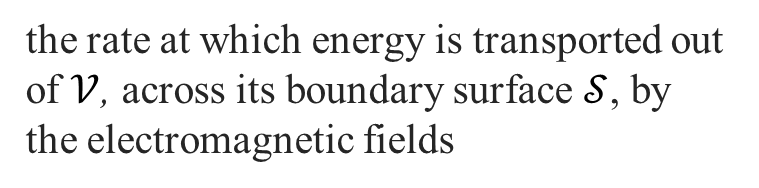 the rate at which energy is transported out
of 𝒱, across its boundary surface 𝒮, by
the electromagnetic fields